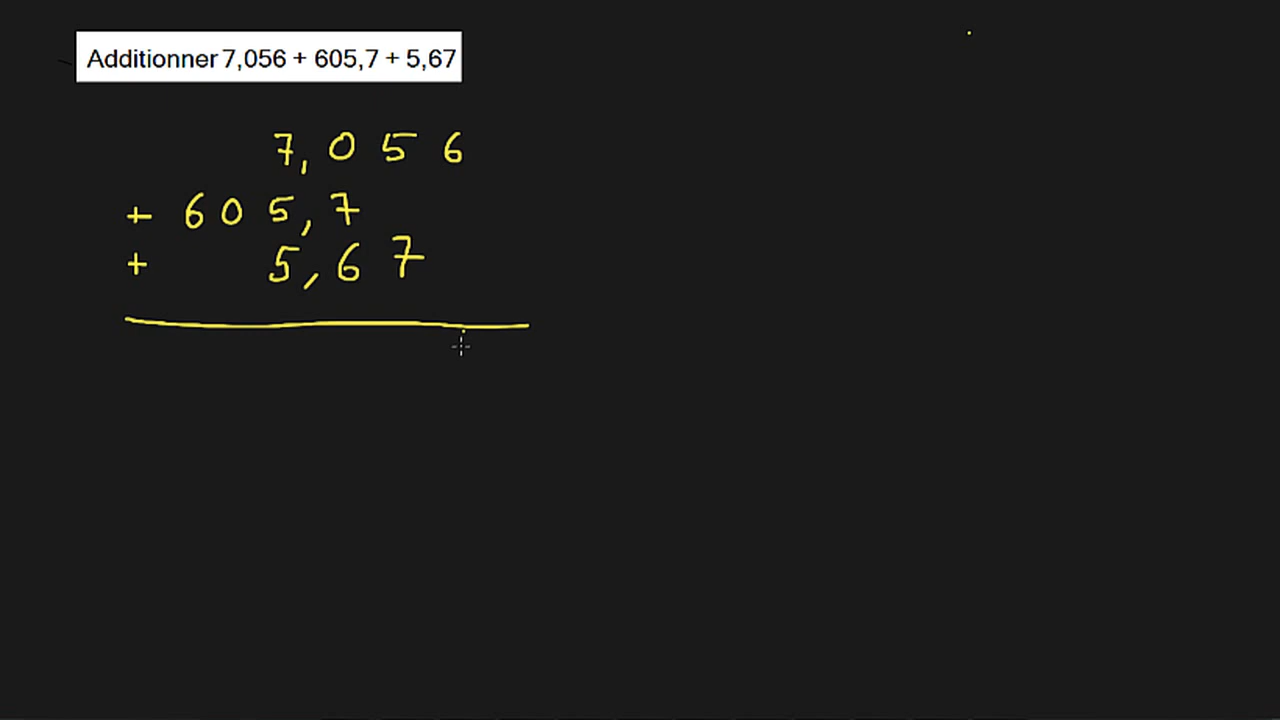 Additionner 7,056 + 605,7 + 5,67
7,056
+ 605,7
+ 5,67